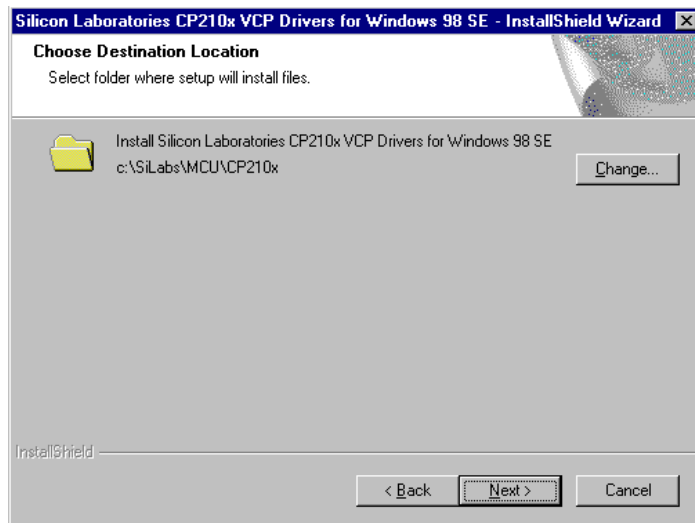 Silicon Laboratories CP210x VCP Drivers for Windows 98 SE - InstallShield Wizard
Choose Destination Location
Select folder where setup will install files.
Install Silicon Laboratories CP210x VCP Drivers for Windows 98 SE
c:\SiLabs\MCU\CP210x
Change...
InstallShield
< Back
Next >
Cancel